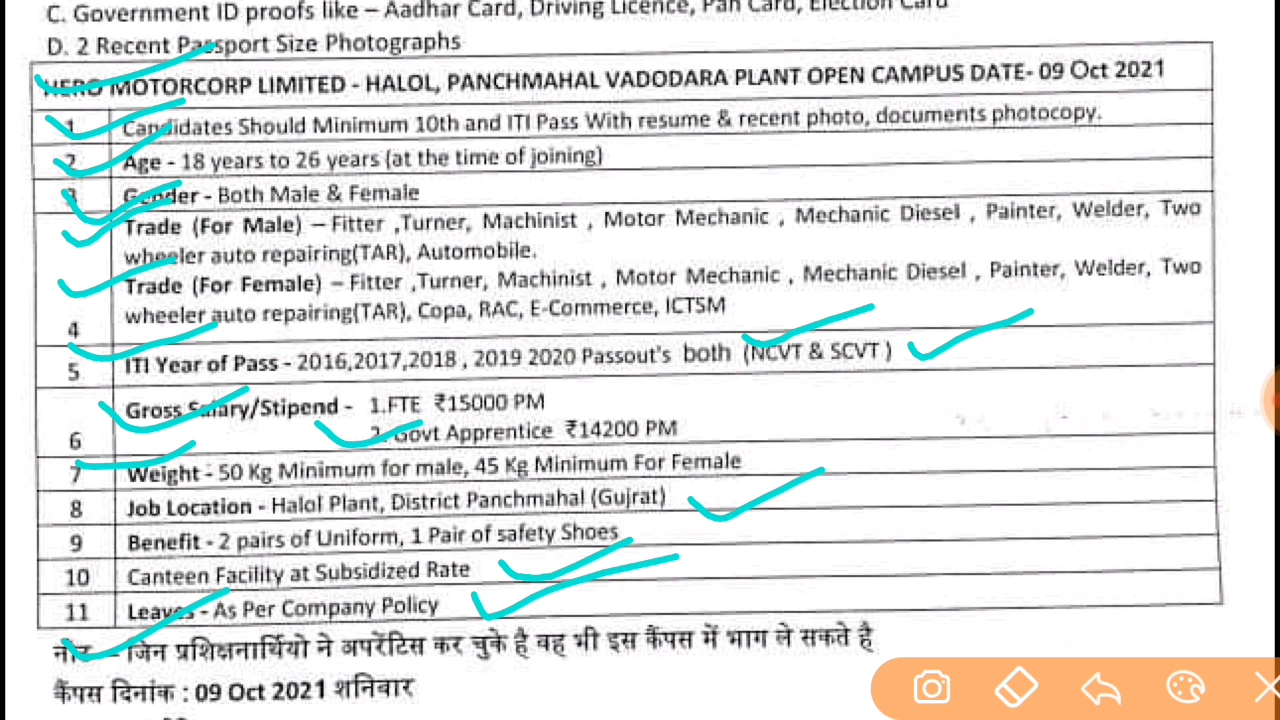 C. Government ID proofs like – Aadhar Card, Driving Licence, Pan Card, Election Card
D. 2 Recent Passport Size Photographs
HERO MOTORCORP LIMITED - HALOL, PANCHMAHAL VADODARA PLANT OPEN CAMPUS DATE- 09 Oct 2021
1 Candidates Should Minimum 10th and ITI Pass With resume & recent photo, documents photocopy.
2 Age - 18 years to 26 years (at the time of joining)
3 Gender - Both Male & Female
Trade (For Male) – Fitter ,Turner, Machinist , Motor Mechanic , Mechanic Diesel , Painter, Welder, Two
wheeler auto repairing(TAR), Automobile.
Trade (For Female) – Fitter ,Turner, Machinist , Motor Mechanic , Mechanic Diesel , Painter, Welder, Two
4 wheeler auto repairing(TAR), Copa, RAC, E-Commerce, ICTSM
5 ITI Year of Pass - 2016,2017,2018 , 2019 2020 Passout's both (NCVT & SCVT )
Gross Salary/Stipend - 1.FTE ₹15000 PM
6 2. Govt Apprentice ₹14200 PM
7 Weight - 50 Kg Minimum for male, 45 Kg Minimum For Female
8 Job Location - Halol Plant, District Panchmahal (Gujrat)
9 Benefit - 2 pairs of Uniform, 1 Pair of safety Shoes
10 Canteen Facility at Subsidized Rate
11 Leaves - As Per Company Policy
नोट – जिन प्रशिक्षनार्थियो ने अपरेंटिस कर चुके है वह भी इस कैंपस में भाग ले सकते है
कैंपस दिनांक : 09 Oct 2021 शनिवार